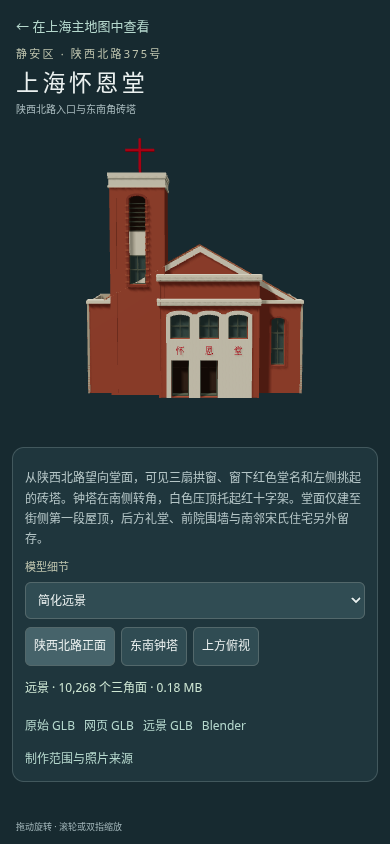 ← 在上海主地图中查看
静安区 · 陕西北路375号
上海怀恩堂
陕西北路入口与东南角砖塔
怀 恩 堂
从陕西北路望向堂面，可见三扇拱窗、窗下红色堂名和左侧挑起
的砖塔。钟塔在南侧转角，白色压顶托起红十字架。堂面仅建至
街侧第一段屋顶，后方礼堂、前院围墙与南邻宋氏住宅另外留
存。
模型细节
简化远景
陕西北路正面 东南钟塔 上方俯视
远景 · 10,268 个三角面 · 0.18 MB
原始 GLB 网页 GLB 远景 GLB Blender
制作范围与照片来源
拖动旋转 · 滚轮或双指缩放